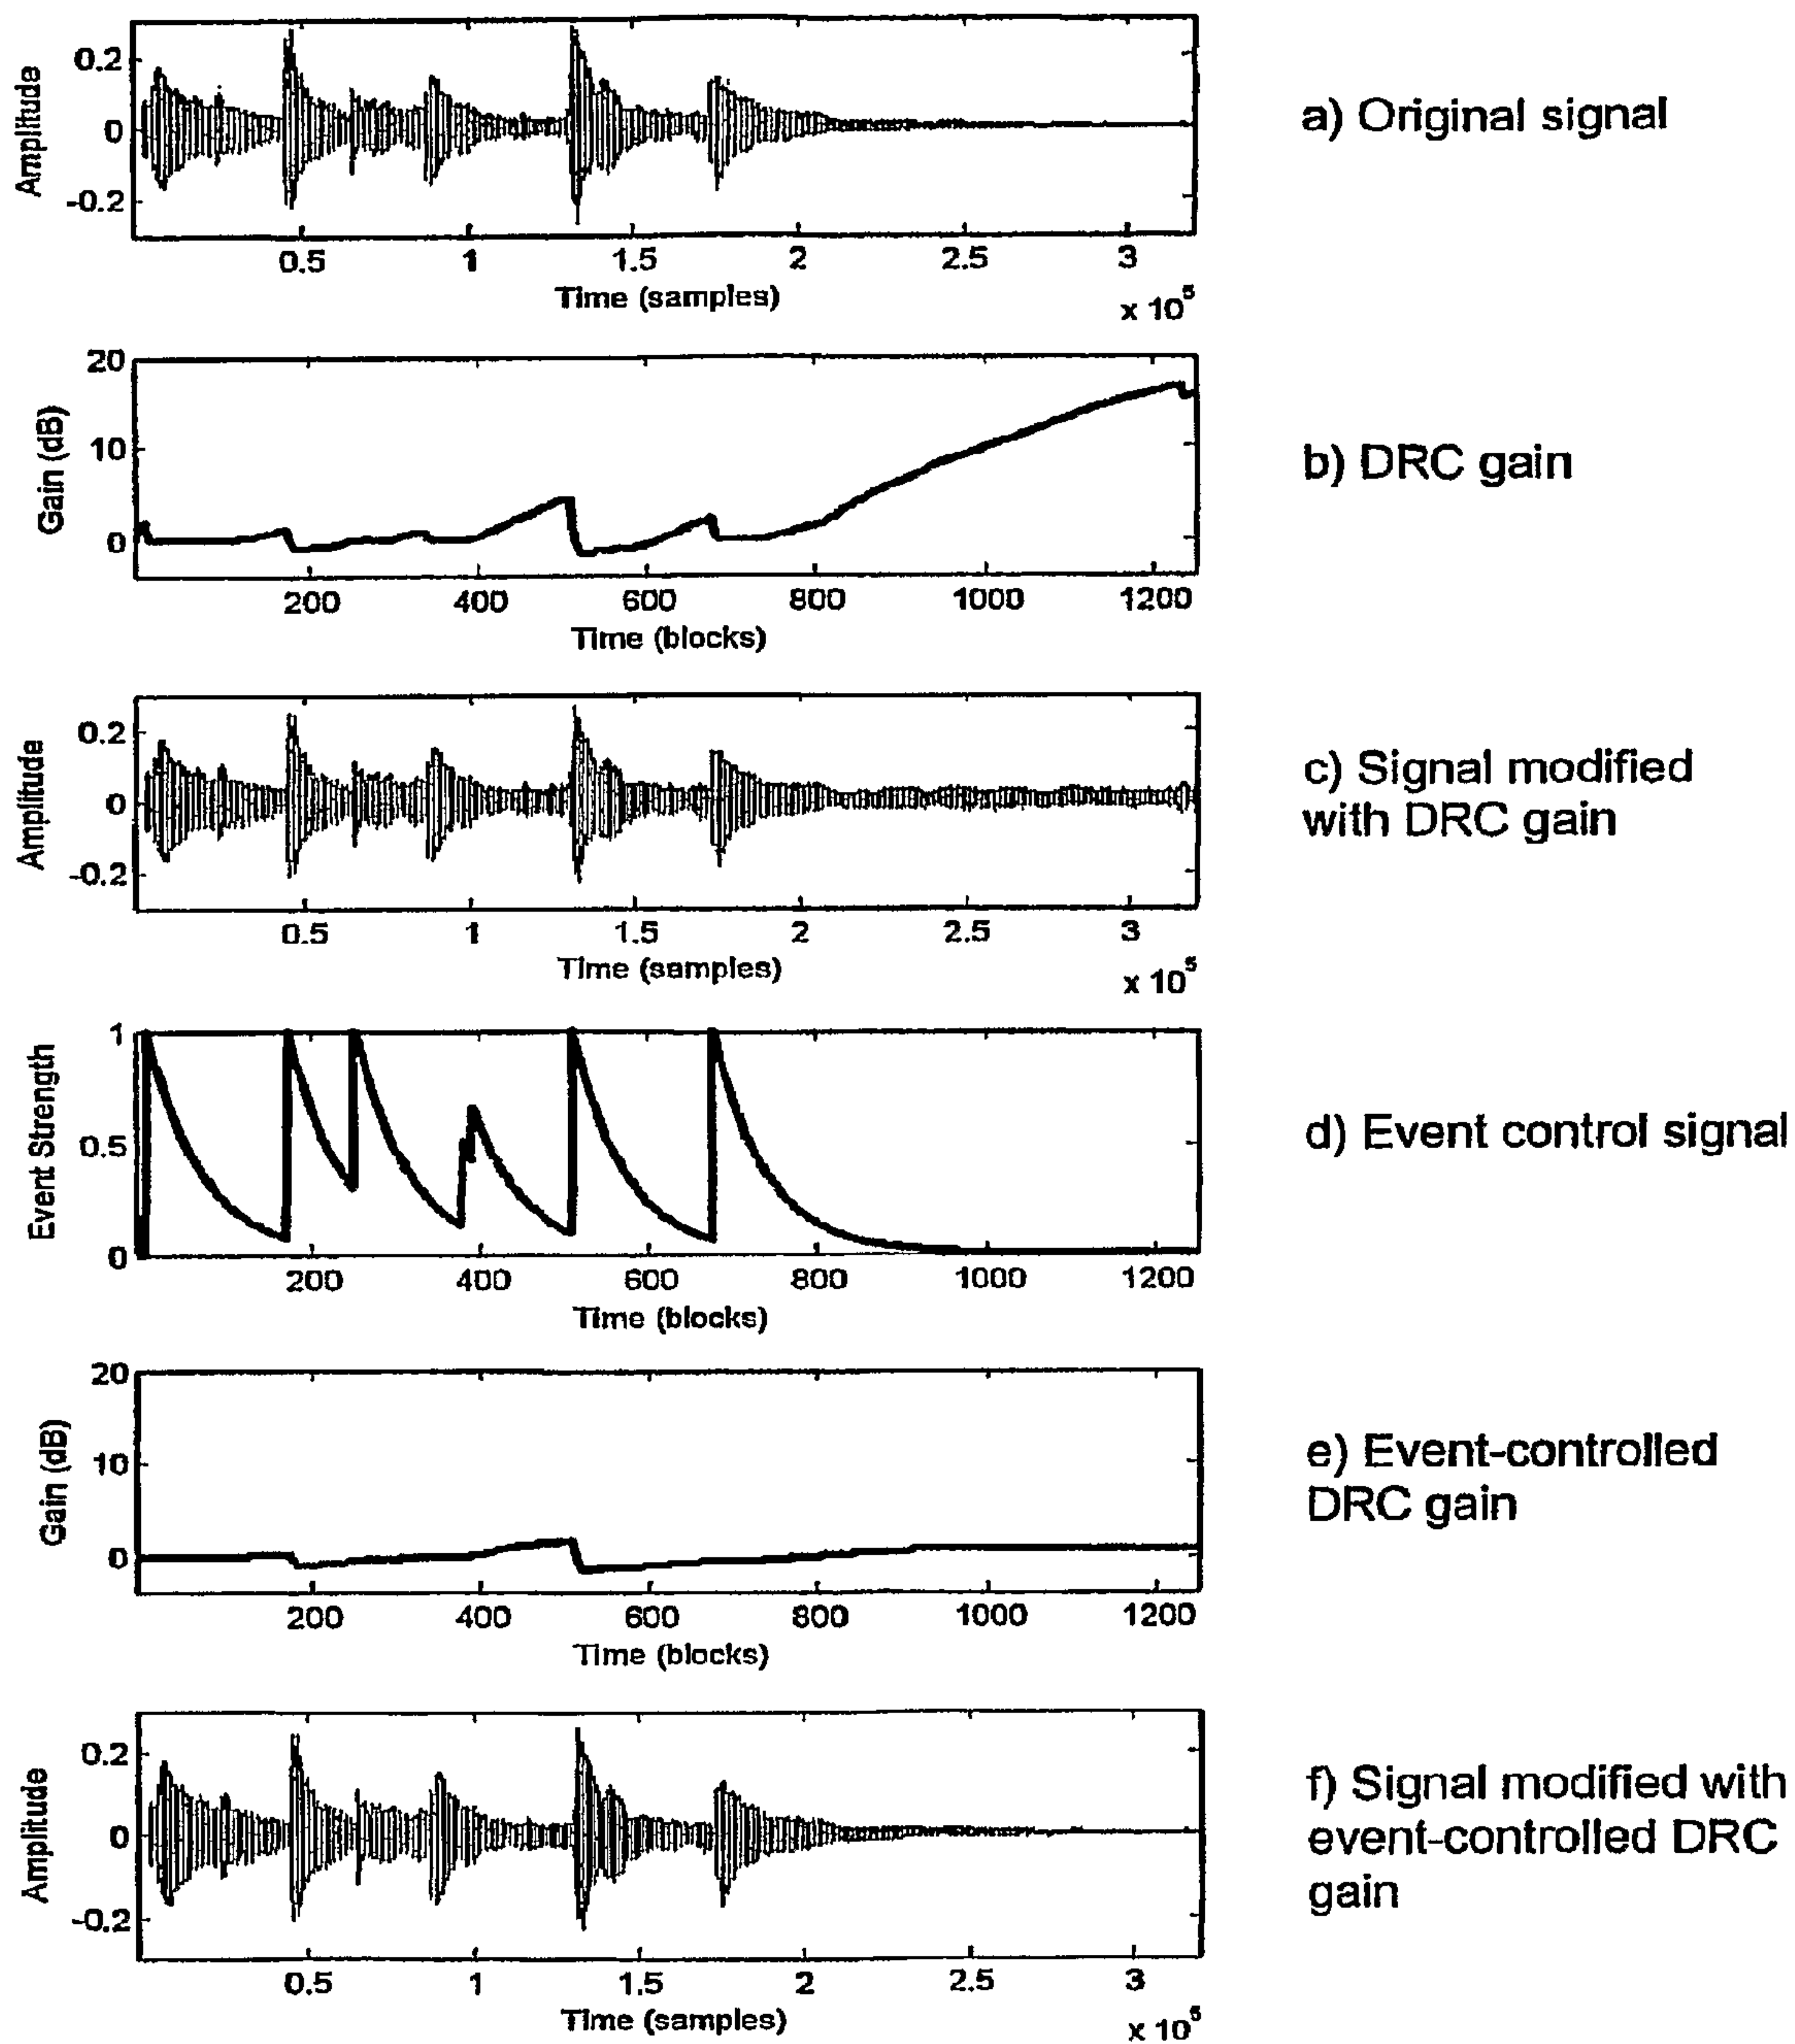 Amplitude
0.2
0
-0.2
0.5 1 1.5 2 2.5 3
Time (samples)
x 10^5
a) Original signal
Gain (dB)
20
10
0
200 400 600 800 1000 1200
Time (blocks)
b) DRC gain
Amplitude
0.2
0
-0.2
0.5 1 1.5 2 2.5 3
Time (samples)
x 10^5
c) Signal modified
with DRC gain
Event Strength
1
0.5
0
200 400 600 800 1000 1200
Time (blocks)
d) Event control signal
Gain (dB)
20
10
0
200 400 600 800 1000 1200
Time (blocks)
e) Event-controlled
DRC gain
Amplitude
0.2
0
-0.2
0.5 1 1.5 2 2.5 3
Time (samples)
x 10^5
f) Signal modified with
event-controlled DRC
gain